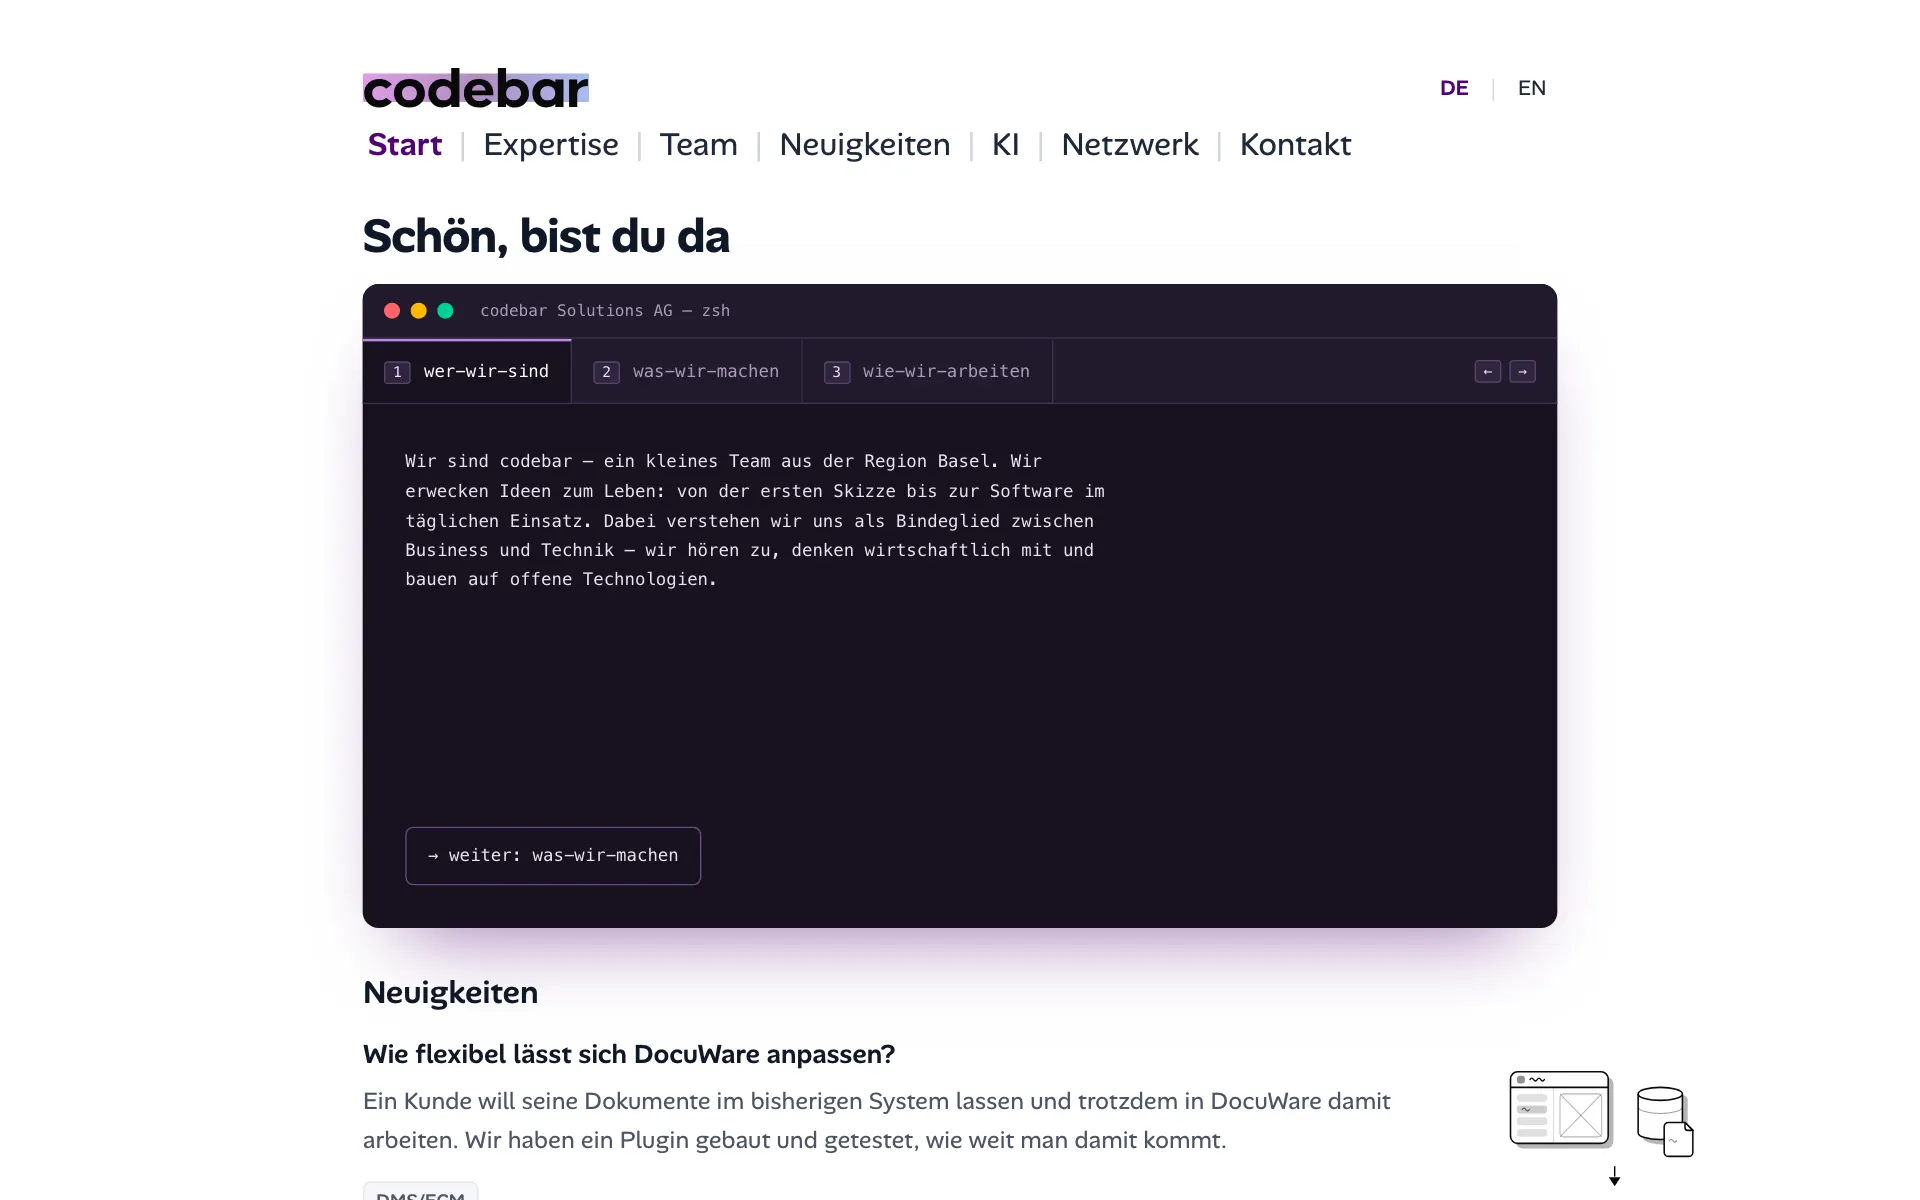 codebar
DE | EN
Start | Expertise | Team | Neuigkeiten | KI | Netzwerk | Kontakt
Schön, bist du da
codebar Solutions AG — zsh
1 wer-wir-sind 2 was-wir-machen 3 wie-wir-arbeiten ← →
Wir sind codebar — ein kleines Team aus der Region Basel. Wir
erwecken Ideen zum Leben: von der ersten Skizze bis zur Software im
täglichen Einsatz. Dabei verstehen wir uns als Bindeglied zwischen
Business und Technik — wir hören zu, denken wirtschaftlich mit und
bauen auf offene Technologien.
→ weiter: was-wir-machen
Neuigkeiten
Wie flexibel lässt sich DocuWare anpassen?
Ein Kunde will seine Dokumente im bisherigen System lassen und trotzdem in DocuWare damit
arbeiten. Wir haben ein Plugin gebaut und getestet, wie weit man damit kommt.
DMS/ECM